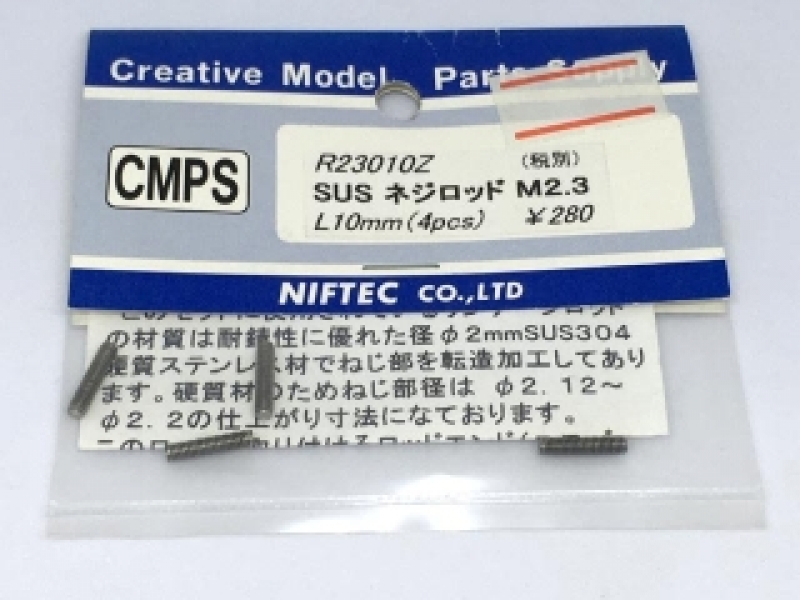 Creative Model Parts Supply
CMPS
R23010Z (税別)
SUS ネジロッド M2.3
L10mm(4pcs) ¥280
NIFTEC CO.,LTD
の材質は耐錆性に優れた径φ2mmSUS304
硬質ステンレス材でねじ部を転造加工してあり
ます。硬質材のためねじ部径は φ2.12~
φ2.2の仕上がり寸法になております。